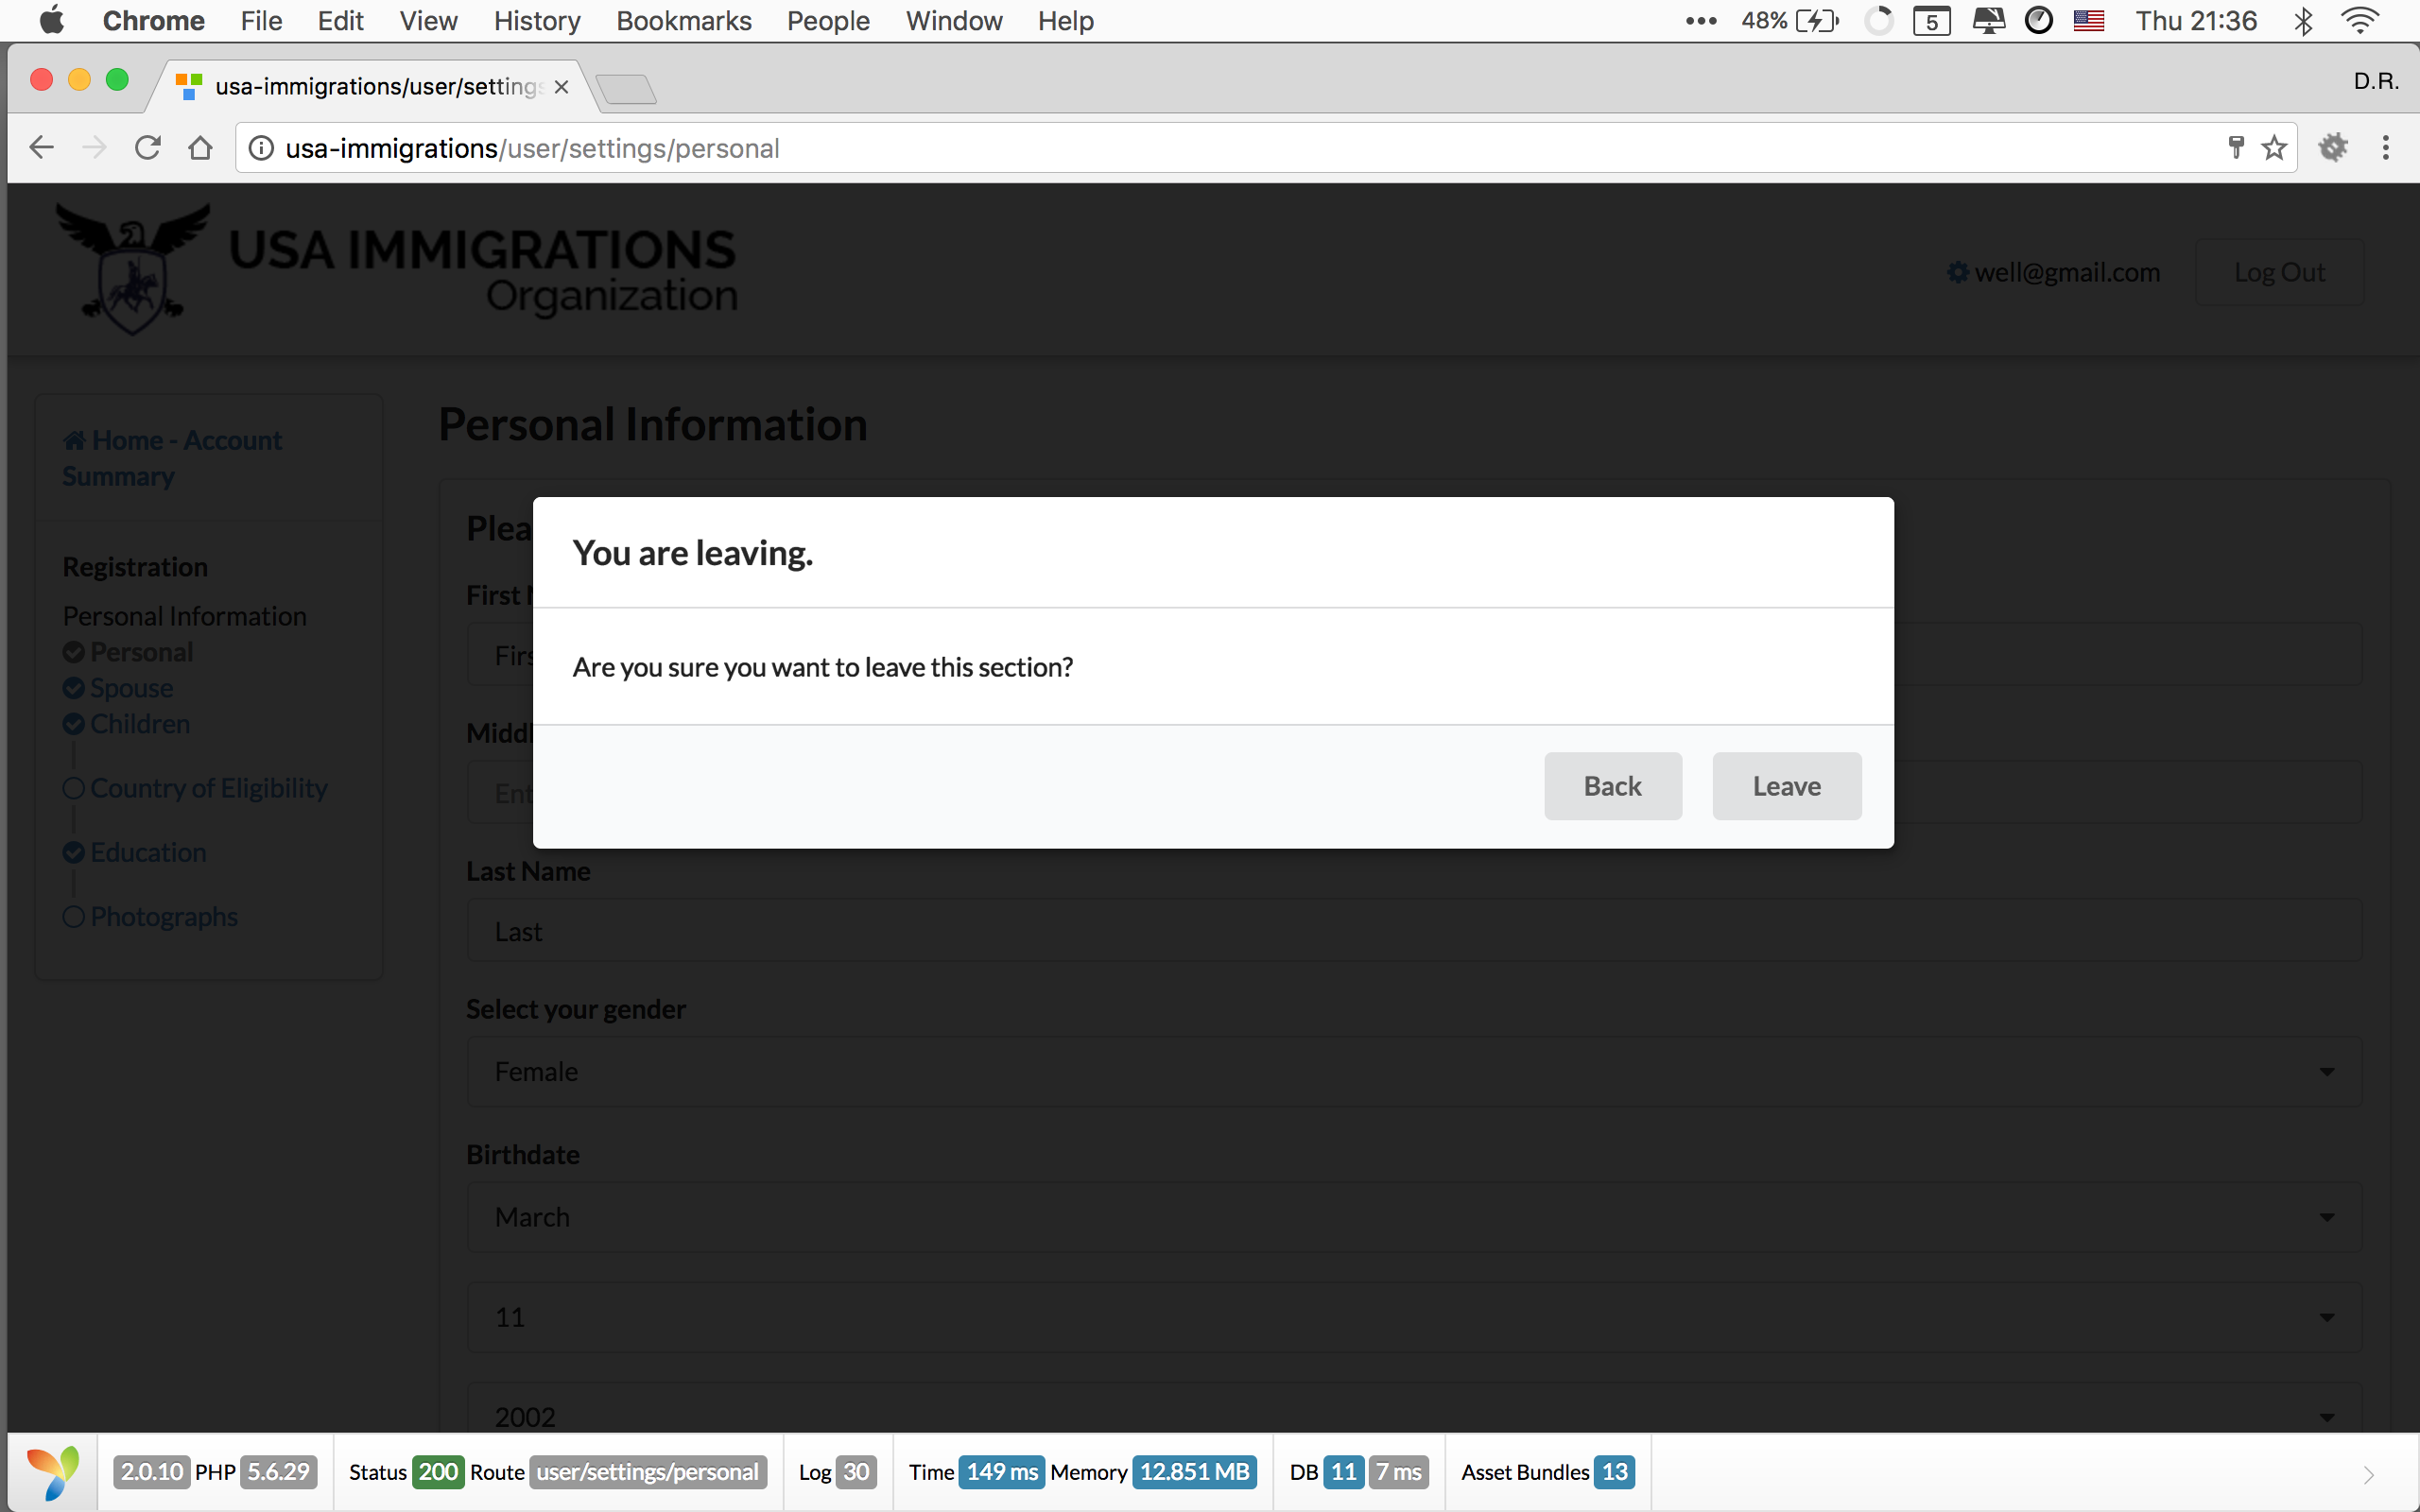 Chrome File Edit View History Bookmarks People Window Help
48% 5 Thu 21:36
usa-immigrations/user/settings
D.R.
usa-immigrations/user/settings/personal
USA IMMIGRATIONS
Organization
well@gmail.com
Log Out
Home - Account
Summary
Registration
Personal Information
Personal
Spouse
Children
Country of Eligibility
Education
Photographs
Personal Information
You are leaving.
First
Are you sure you want to leave this section?
Back Leave
Last Name
Last
Select your gender
Female
Birthdate
March
11
2002
2.0.10 PHP 5.6.29 Status 200 Route user/settings/personal Log 30 Time 149 ms Memory 12.851 MB DB 11 7 ms Asset Bundles 13